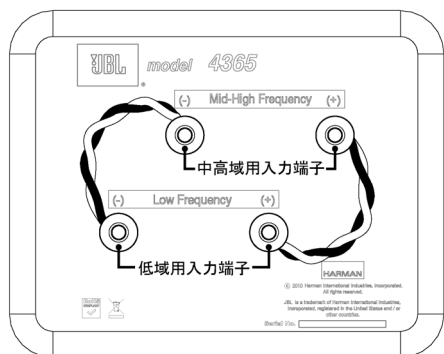 JBL
®
model 4365
(-) Mid-High Frequency (+)
中高域用入力端子
(-) Low Frequency (+)
低域用入力端子
HARMAN
© 2010 Harman International Industries, Incorporated.
All rights reserved.
JBL is a trademark of Harman International Industries,
Incorporated, registered in the United States and / or
other countries.
Serial No.